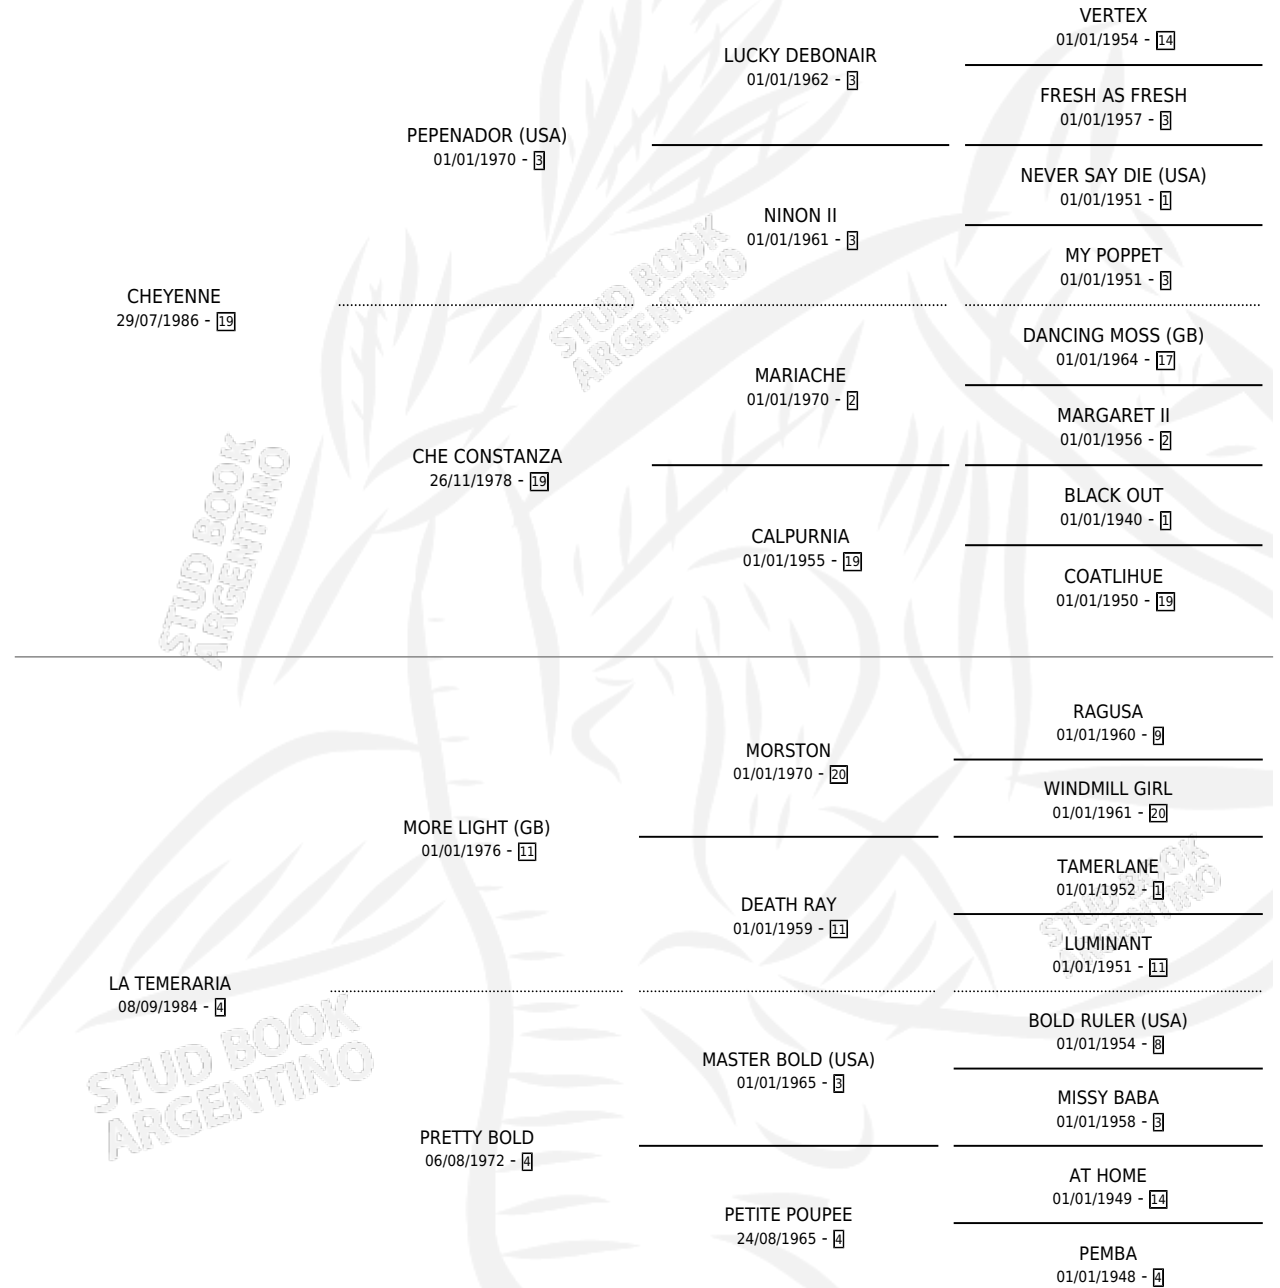 VERTEX
01/01/1954 - 14
LUCKY DEBONAIR
01/01/1962 - 3
FRESH AS FRESH
01/01/1957 - 3
PEPENADOR (USA)
01/01/1970 - 3
NEVER SAY DIE (USA)
01/01/1951 - 1
NINON II
01/01/1961 - 3
MY POPPET
01/01/1951 - 3
CHEYENNE
29/07/1986 - 19
DANCING MOSS (GB)
01/01/1964 - 17
MARIACHE
01/01/1970 - 2
MARGARET II
01/01/1956 - 2
CHE CONSTANZA
26/11/1978 - 19
BLACK OUT
01/01/1940 - 1
CALPURNIA
01/01/1955 - 19
COATLIHUE
01/01/1950 - 19
RAGUSA
01/01/1960 - 9
MORSTON
01/01/1970 - 20
WINDMILL GIRL
01/01/1961 - 20
MORE LIGHT (GB)
01/01/1976 - 11
TAMERLANE
01/01/1952 - 1
DEATH RAY
01/01/1959 - 11
LUMINANT
01/01/1951 - 11
LA TEMERARIA
08/09/1984 - 4
BOLD RULER (USA)
01/01/1954 - 8
MASTER BOLD (USA)
01/01/1965 - 3
MISSY BABA
01/01/1958 - 3
PRETTY BOLD
06/08/1972 - 4
AT HOME
01/01/1949 - 14
PETITE POUPEE
24/08/1965 - 4
PEMBA
01/01/1948 - 4
STUD BOOK
ARGENTINO
STUD BOOK
ARGENTINO
STUD BOOK
ARGENTINO
STUD BOOK
ARGENTINO